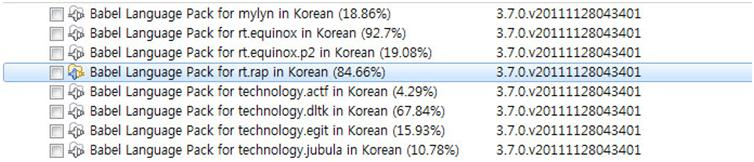 Babel Language Pack for mylyn in Korean (18.86%) 3.7.0.v20111128043401
Babel Language Pack for rt.equinox in Korean (92.7%) 3.7.0.v20111128043401
Babel Language Pack for rt.equinox.p2 in Korean (19.08%) 3.7.0.v20111128043401
Babel Language Pack for rt.rap in Korean (84.66%) 3.7.0.v20111128043401
Babel Language Pack for technology.actf in Korean (4.29%) 3.7.0.v20111128043401
Babel Language Pack for technology.dltk in Korean (67.84%) 3.7.0.v20111128043401
Babel Language Pack for technology.egit in Korean (15.93%) 3.7.0.v20111128043401
Babel Language Pack for technology.jubula in Korean (10.78%) 3.7.0.v20111128043401